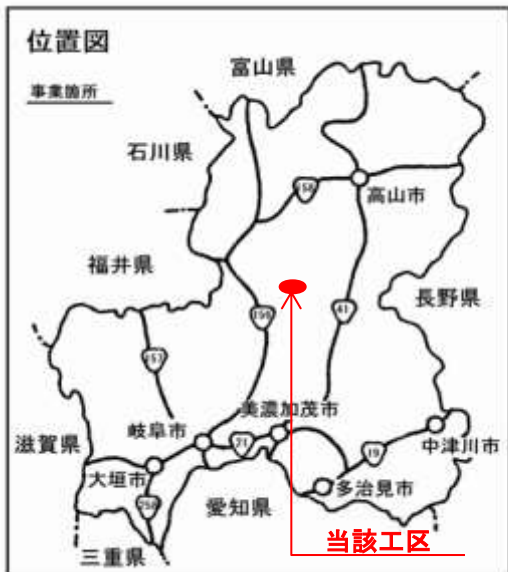 位置図
事業箇所
富山県
石川県
158
高山市
福井県
長野県
156
41
157
美濃加茂市
岐阜市
滋賀県
21
19
中津川市
大垣市
多治見市
愛知県
258
三重県
当該工区